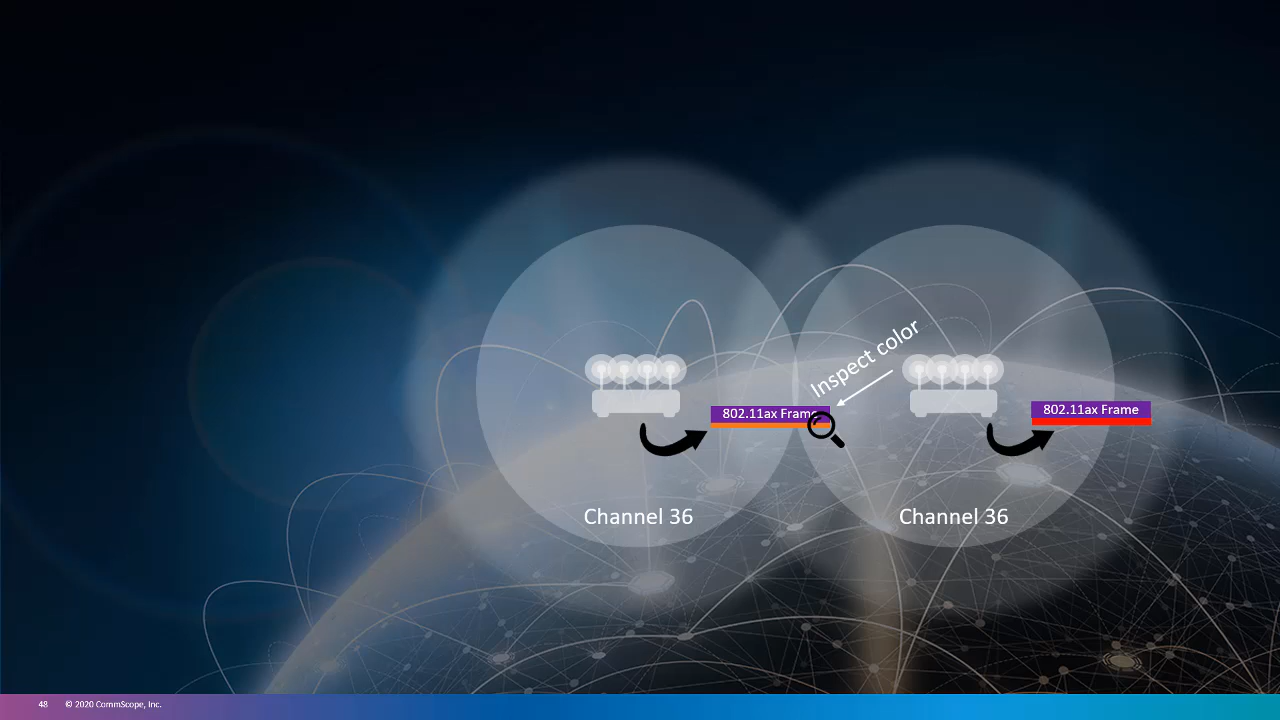 Inspect color
802.11ax Frame
802.11ax Frame
Channel 36
Channel 36
48
© 2020 CommScope, Inc.